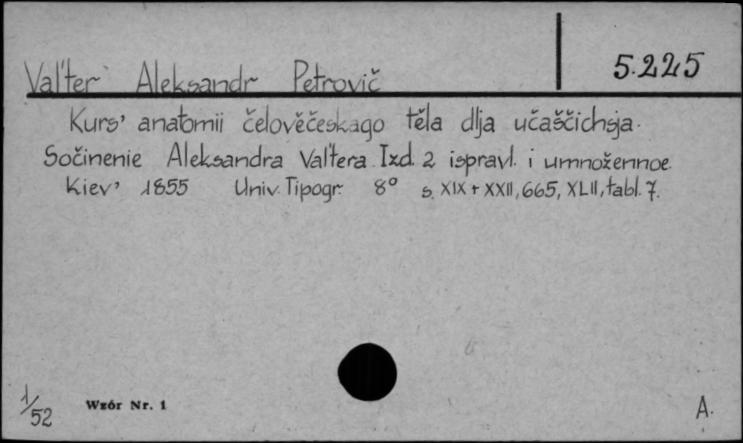 5.225
Val'ter' Aleksandr Petrovič
Kurs' anatomii čelověčeskago těla dlja učaščichsja.
Sočinenie Aleksandra Val'tera. Izd. 2 ispravl. i umnožennoe.
Kiev' 1855 Univ. Tipogr. 8° s. XIX + XXII, 665, XLII, tabl. 7.
1/52 Wzór Nr. 1 A.